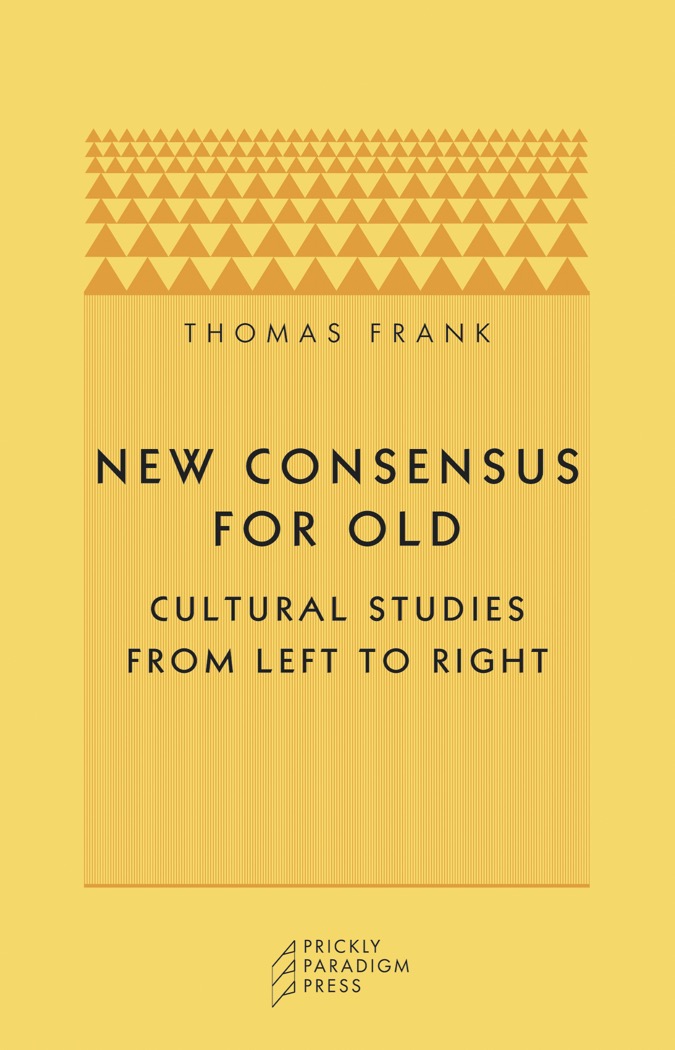 THOMAS FRANK
NEW CONSENSUS
FOR OLD
CULTURAL STUDIES
FROM LEFT TO RIGHT
PRICKLY
PARADIGM
PRESS